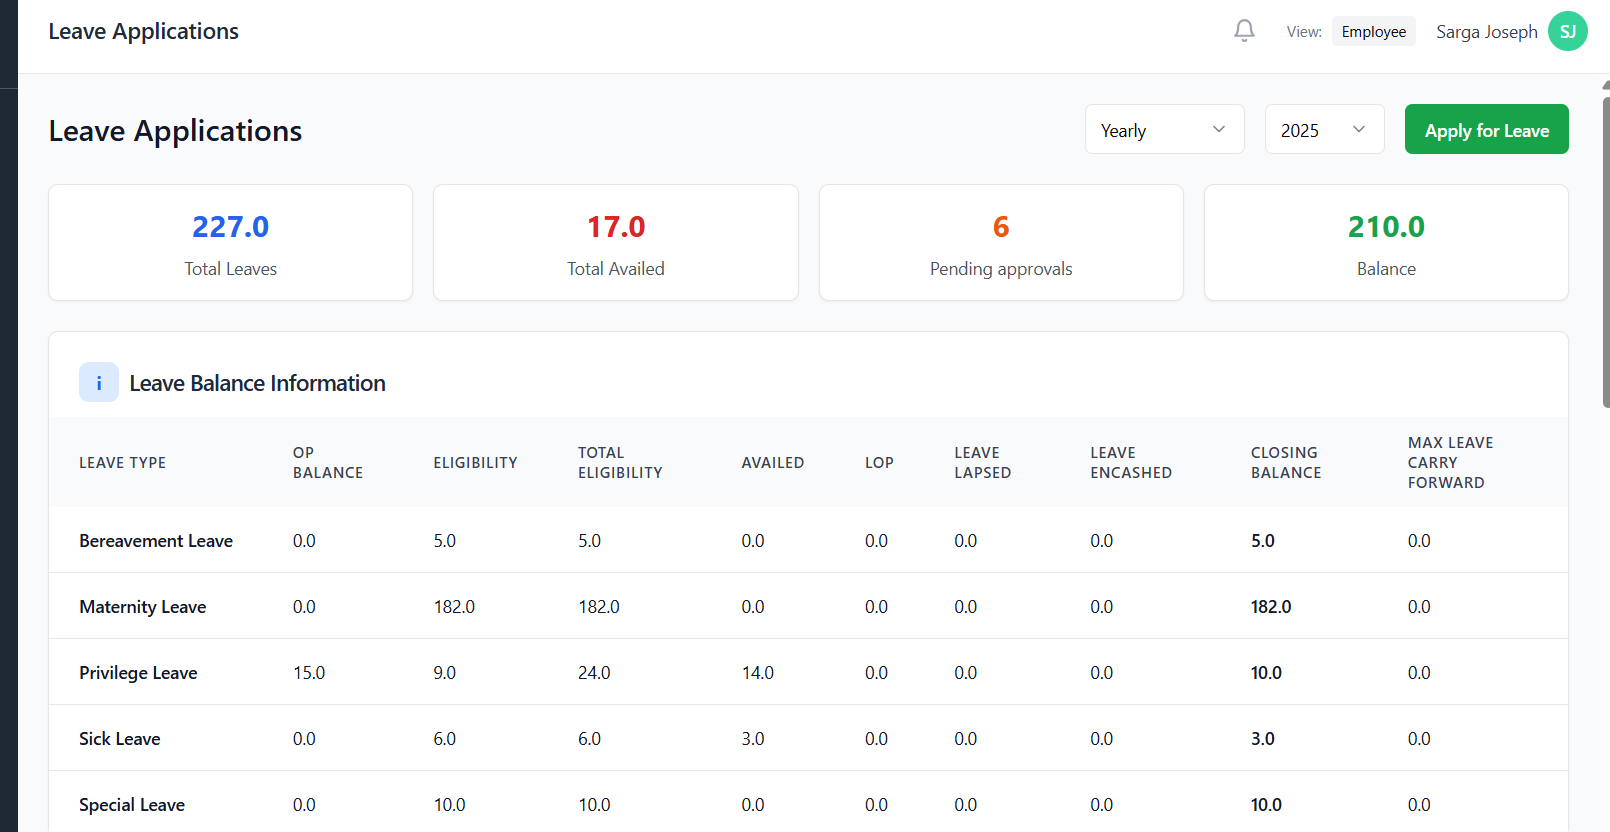 Leave Applications
View: Employee Sarga Joseph SJ
Leave Applications
Yearly 2025 Apply for Leave
227.0 17.0 6 210.0
Total Leaves Total Availed Pending approvals Balance
i Leave Balance Information
LEAVE TYPE OP BALANCE ELIGIBILITY TOTAL ELIGIBILITY AVAILED LOP LEAVE LAPSED LEAVE ENCASHED CLOSING BALANCE MAX LEAVE CARRY FORWARD
Bereavement Leave 0.0 5.0 5.0 0.0 0.0 0.0 0.0 5.0 0.0
Maternity Leave 0.0 182.0 182.0 0.0 0.0 0.0 0.0 182.0 0.0
Privilege Leave 15.0 9.0 24.0 14.0 0.0 0.0 0.0 10.0 0.0
Sick Leave 0.0 6.0 6.0 3.0 0.0 0.0 0.0 3.0 0.0
Special Leave 0.0 10.0 10.0 0.0 0.0 0.0 0.0 10.0 0.0